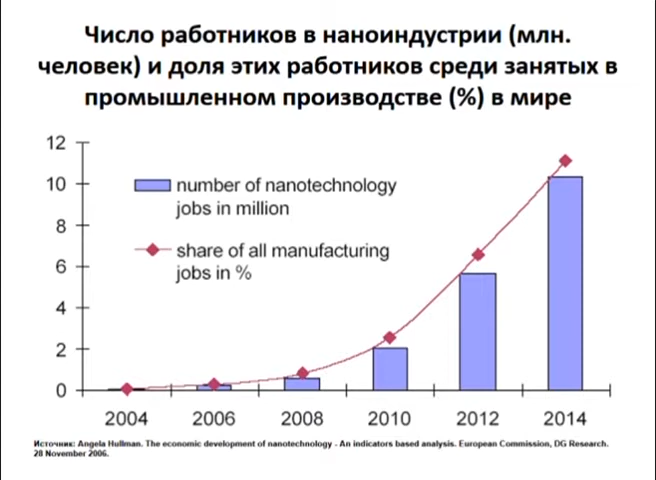 Число работников в наноиндустрии (млн.
человек) и доля этих работников среди занятых в
промышленном производстве (%) в мире
12
10
8
6
4
2
0
number of nanotechnology
jobs in million
share of all manufacturing
jobs in %
2004 2006 2008 2010 2012 2014
Источник: Angela Hullman. The economic development of nanotechnology - An indicators based analysis. European Commission, DG Research.
28 November 2006.